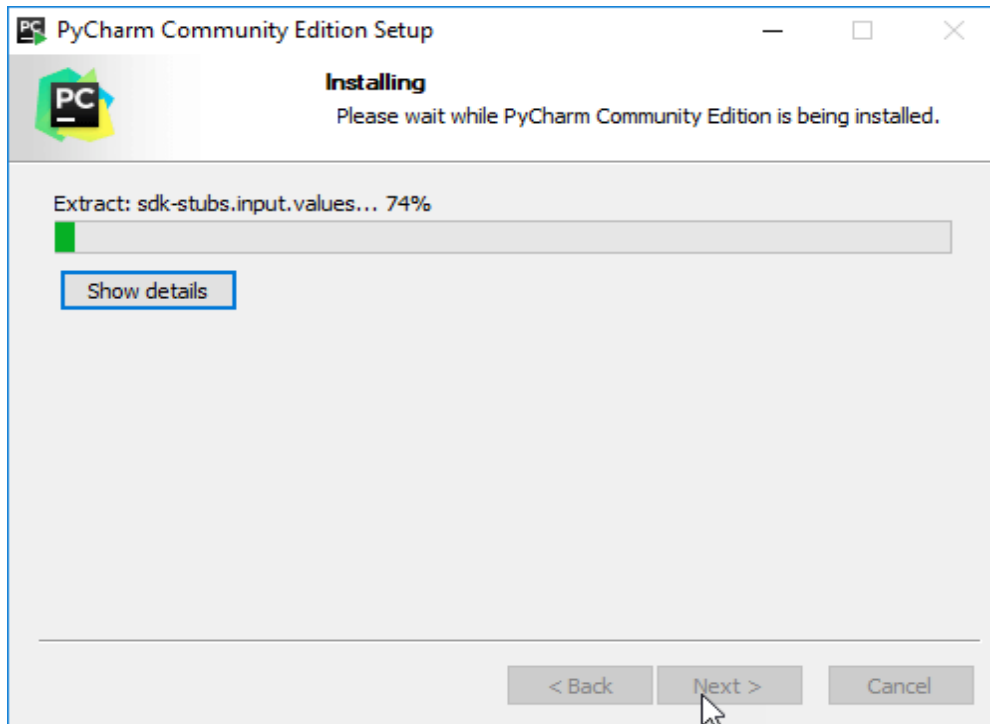 PyCharm Community Edition Setup
PC
Installing
Please wait while PyCharm Community Edition is being installed.
Extract: sdk-stubs.input.values... 74%
Show details
< Back
Next >
Cancel